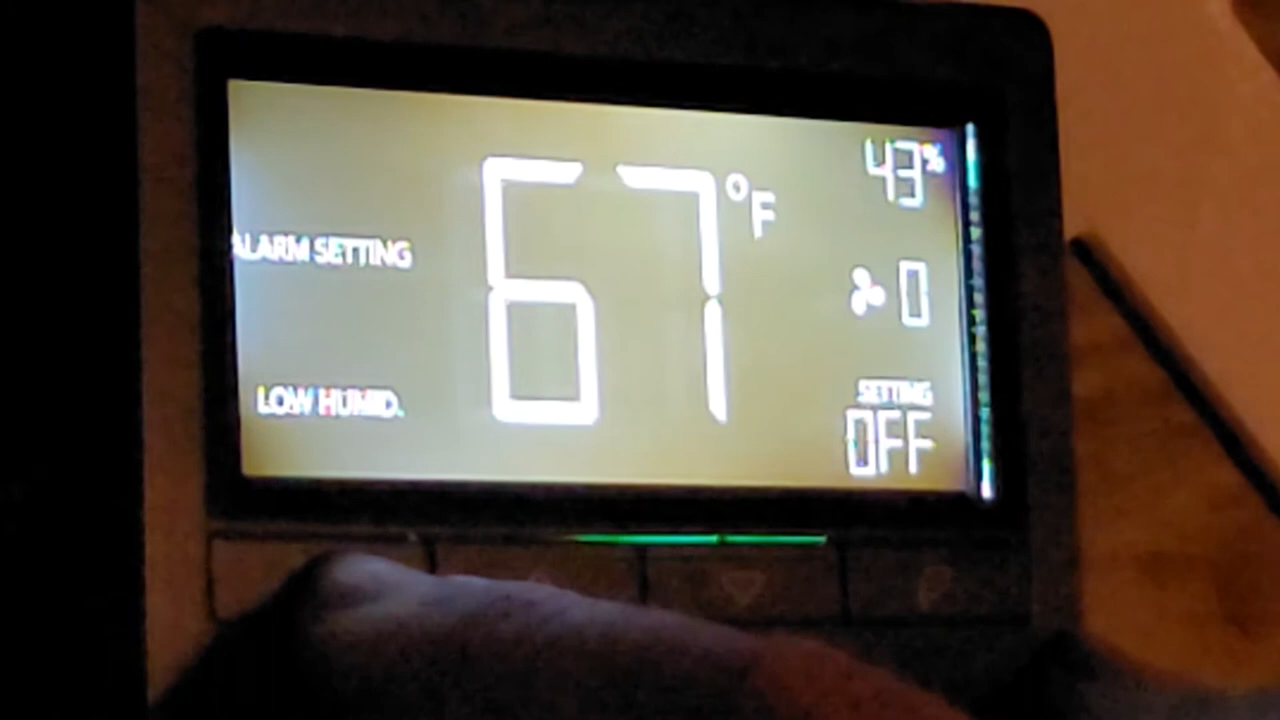 43%
67°F
ALARM SETTING
0
SETTING
LOW HUMID.
OFF